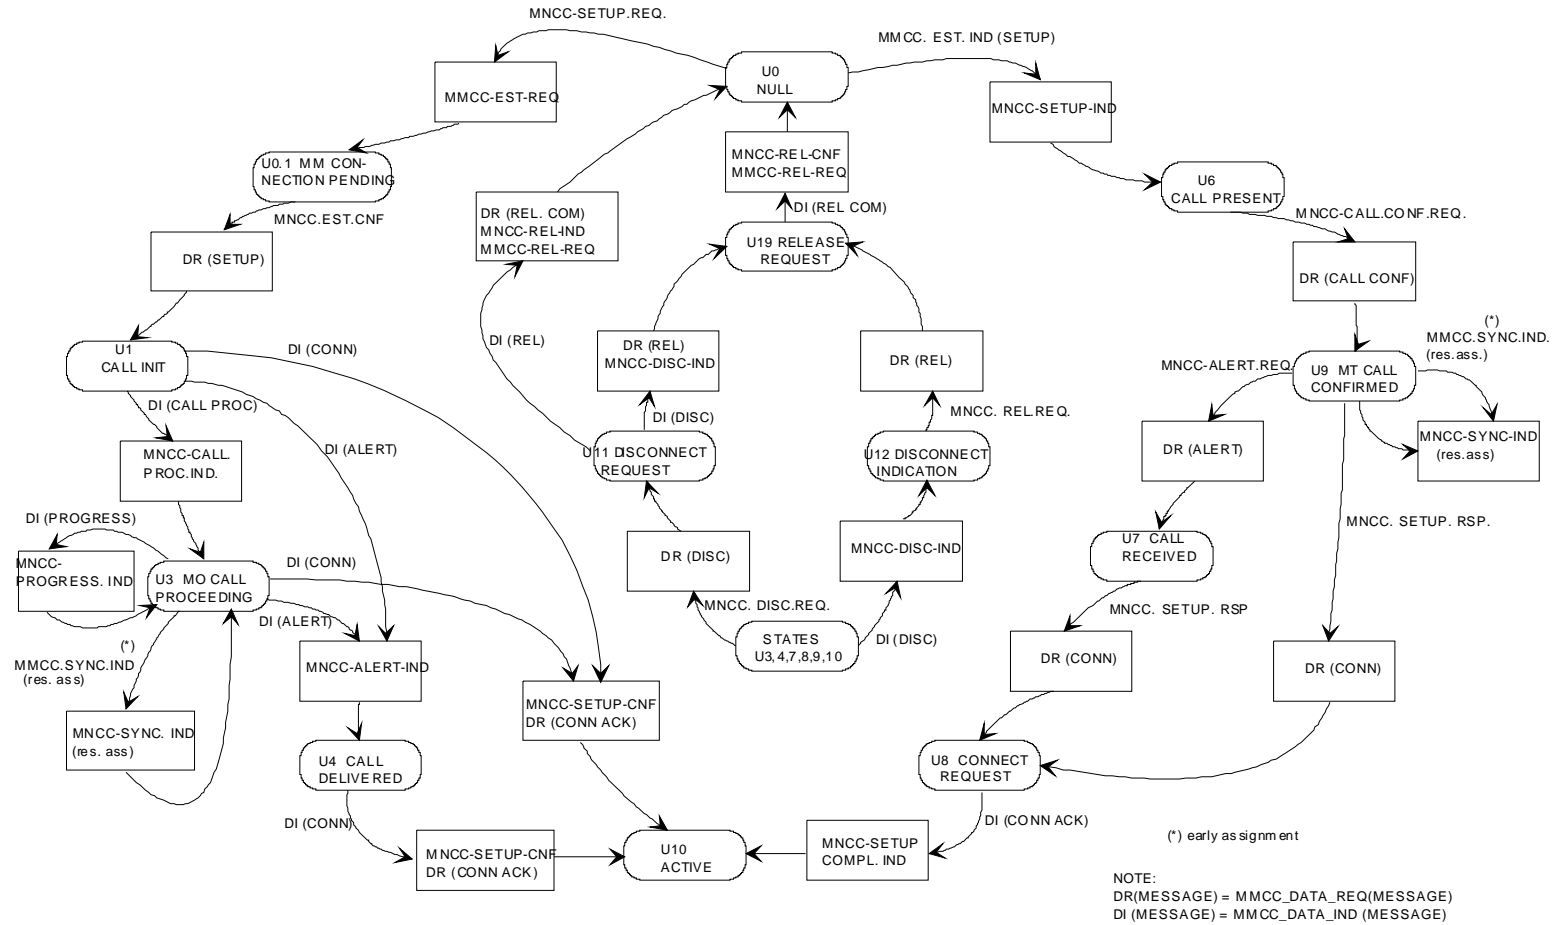 MNCC-SETUP.REQ.
MMCC. EST. IND (SETUP)
U0
NULL
MMCC-EST-REQ
MNCC-SETUP-IND
MNCC-REL-CNF
MMCC-REL-REQ
U0.1 MM CON-
NECTION PENDING
U6
CALL PRESENT
MNCC.EST.CNF
DR (REL. COM)
MNCC-REL-IND
MMCC-REL-REQ
DI (REL COM)
MNCC-CALL.CONF.REQ.
DR (SETUP)
U19 RELEASE
REQUEST
DR (CALL CONF)
U1
CALL INIT
DI (CONN)
DI (REL)
DR (REL)
MNCC-DISC-IND
DR (REL)
(*)
MMCC.SYNC.IND.
(res.ass.)
MNCC-ALERT.REQ.
U9 MT CALL
CONFIRMED
DI (CALL PROC)
DI (DISC)
MNCC. REL.REQ.
MNCC-CALL.
PROC.IND.
DI (ALERT)
U11 DISCONNECT
REQUEST
U12 DISCONNECT
INDICATION
DR (ALERT)
MNCC-SYNC-IND
(res.ass)
DI (PROGRESS)
MNCC-
PROGRESS. IND
U3 MO CALL
PROCEEDING
DI (CONN)
DR (DISC)
MNCC-DISC-IND
U7 CALL
RECEIVED
MNCC. SETUP. RSP.
DI (ALERT)
MNCC. DISC.REQ.
MNCC. SETUP. RSP
(*)
MMCC.SYNC.IND
(res. ass)
MNCC-ALERT-IND
STATES
U3,4,7,8,9,10
DI (DISC)
DR (CONN)
DR (CONN)
MNCC-SYNC. IND
(res. ass)
MNCC-SETUP-CNF
DR (CONN ACK)
U4 CALL
DELIVERED
U8 CONNECT
REQUEST
DI (CONN)
DI (CONN ACK)
(*) early assignment
MNCC-SETUP-CNF
DR (CONN ACK)
U10
ACTIVE
MNCC-SETUP
COMPL. IND
NOTE:
DR(MESSAGE) = MMCC_DATA_REQ(MESSAGE)
DI (MESSAGE) = MMCC_DATA_IND (MESSAGE)